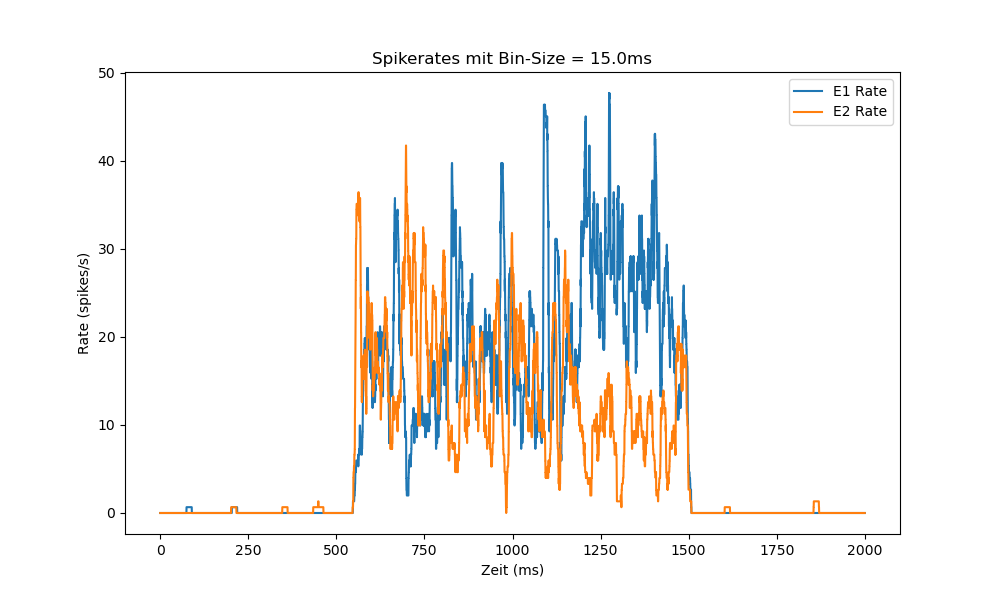 Spikerates mit Bin-Size = 15.0ms
E1 Rate
E2 Rate
50
40
30
20
10
0
Rate (spikes/s)
0 250 500 750 1000 1250 1500 1750 2000
Zeit (ms)